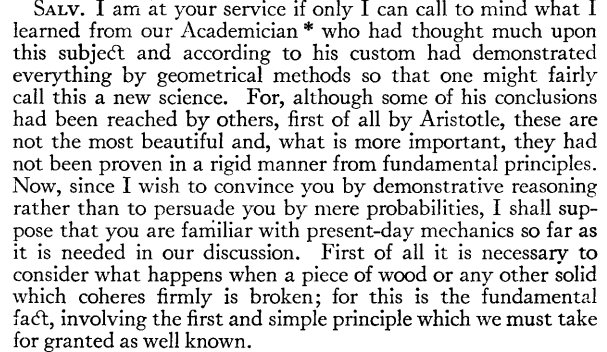 SALV. I am at your service if only I can call to mind what I
learned from our Academician * who had thought much upon
this subject and according to his custom had demonstrated
everything by geometrical methods so that one might fairly
call this a new science. For, although some of his conclusions
had been reached by others, first of all by Aristotle, these are
not the most beautiful and, what is more important, they had
not been proven in a rigid manner from fundamental principles.
Now, since I wish to convince you by demonstrative reasoning
rather than to persuade you by mere probabilities, I shall sup-
pose that you are familiar with present-day mechanics so far as
it is needed in our discussion. First of all it is necessary to
consider what happens when a piece of wood or any other solid
which coheres firmly is broken; for this is the fundamental
fact, involving the first and simple principle which we must take
for granted as well known.